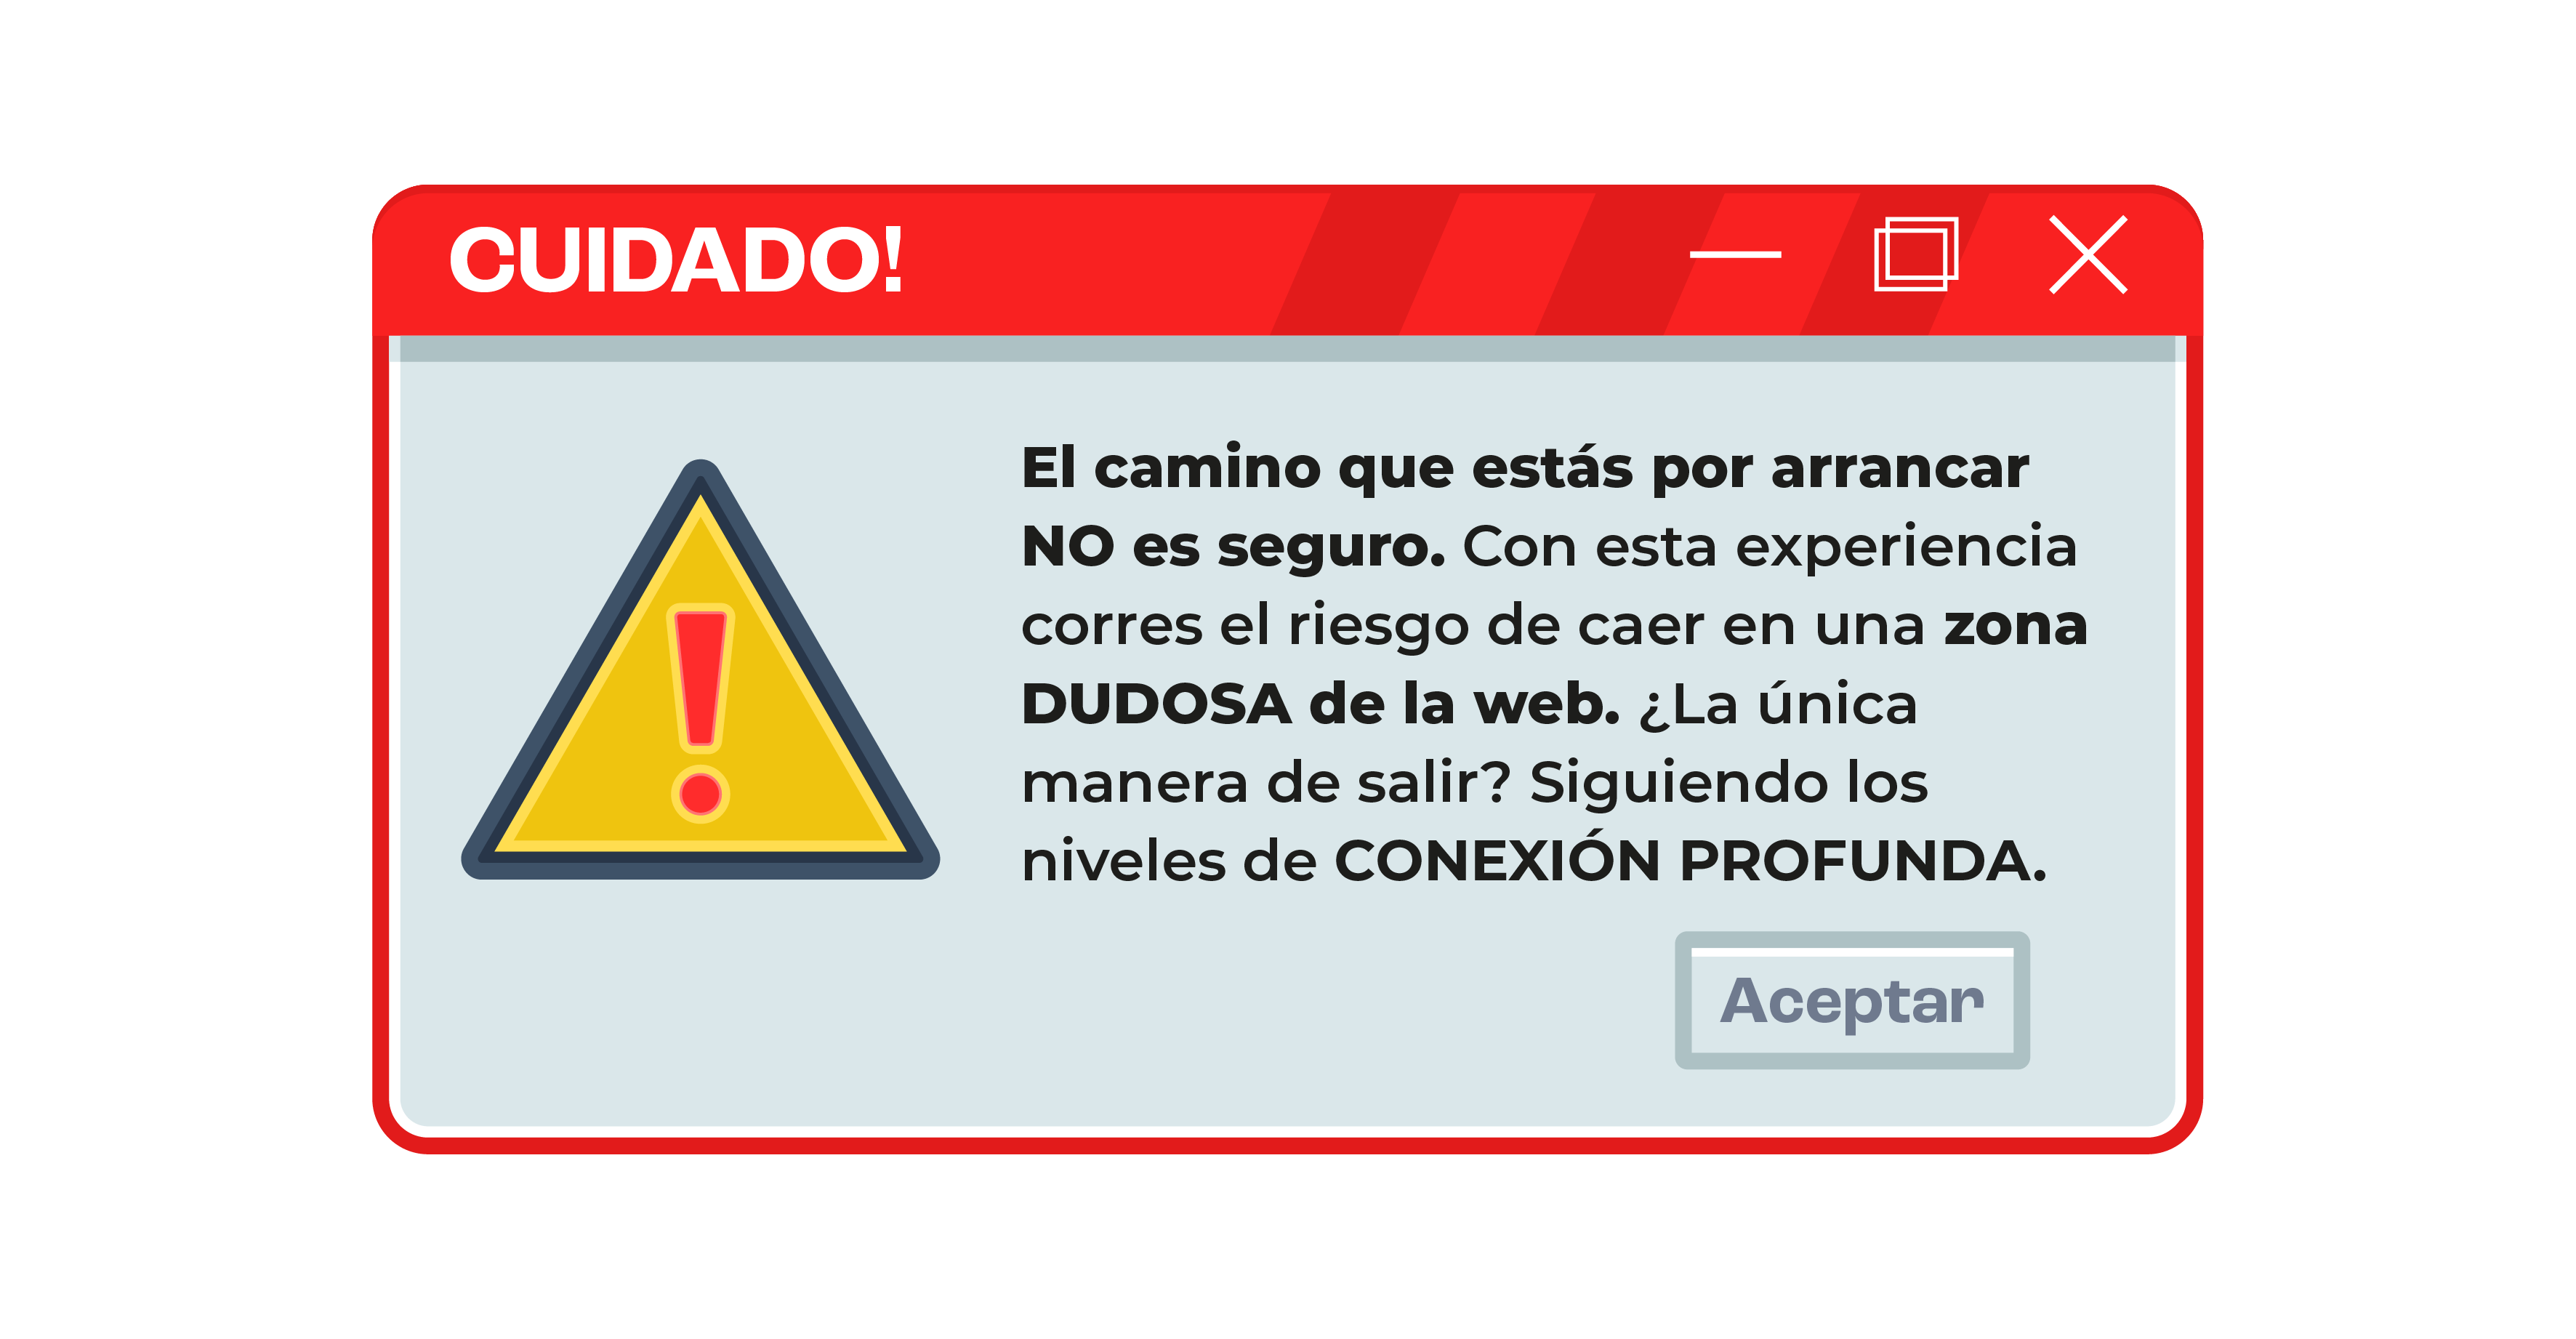 CUIDADO!
El camino que estás por arrancar
NO es seguro. Con esta experiencia
corres el riesgo de caer en una zona
DUDOSA de la web. ¿La única
manera de salir? Siguiendo los
niveles de CONEXIÓN PROFUNDA.
Aceptar